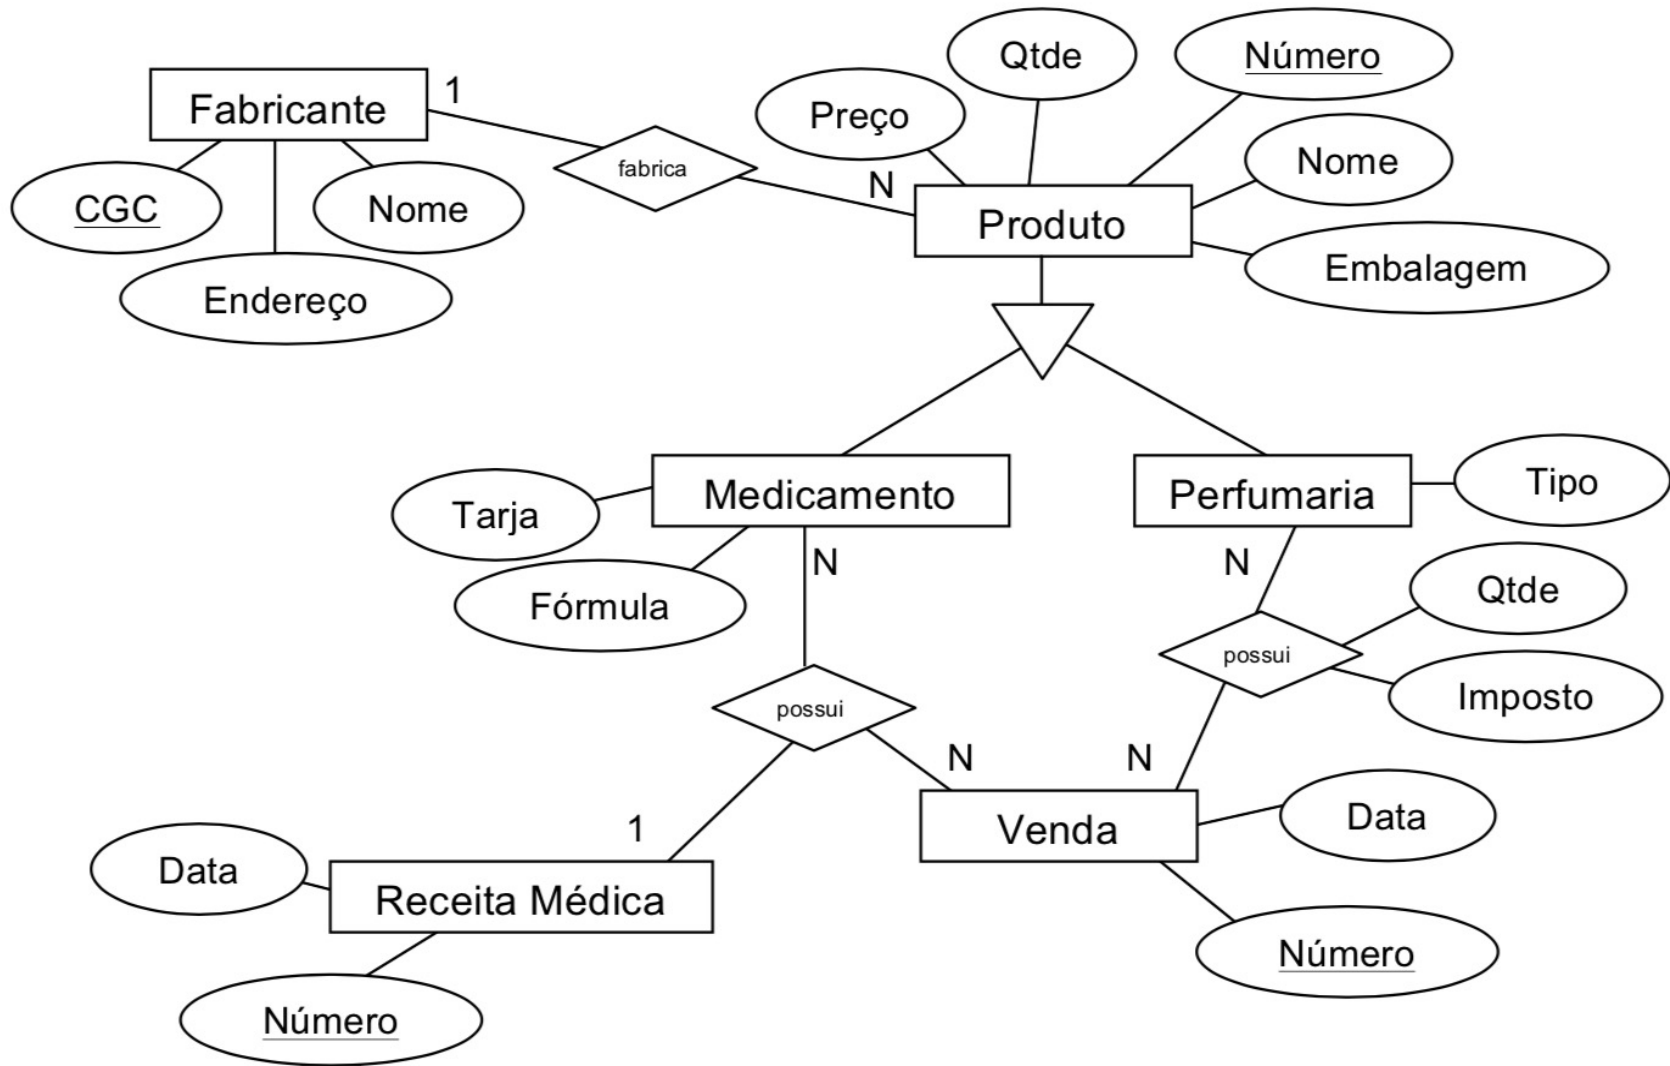 Qtde
Número
Fabricante
1
Preço
fabrica
N
Nome
CGC
Nome
Produto
Embalagem
Endereço
Medicamento
Perfumaria
Tipo
Tarja
N
N
Qtde
Fórmula
possui
Imposto
possui
N
N
1
Venda
Data
Data
Receita Médica
Número
Número